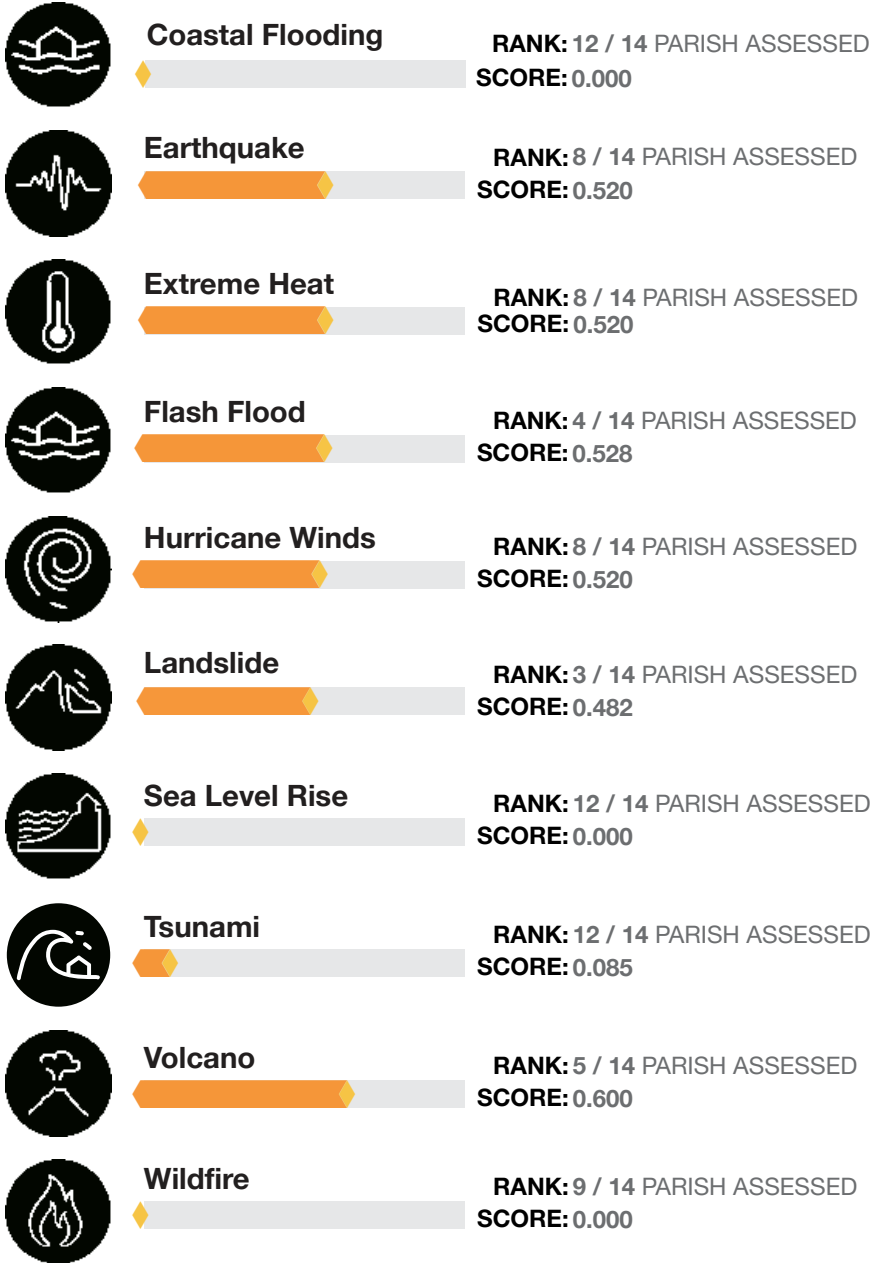 Coastal Flooding
RANK: 12 / 14 PARISH ASSESSED
SCORE: 0.000
Earthquake
RANK: 8 / 14 PARISH ASSESSED
SCORE: 0.520
Extreme Heat
RANK: 8 / 14 PARISH ASSESSED
SCORE: 0.520
Flash Flood
RANK: 4 / 14 PARISH ASSESSED
SCORE: 0.528
Hurricane Winds
RANK: 8 / 14 PARISH ASSESSED
SCORE: 0.520
Landslide
RANK: 3 / 14 PARISH ASSESSED
SCORE: 0.482
Sea Level Rise
RANK: 12 / 14 PARISH ASSESSED
SCORE: 0.000
Tsunami
RANK: 12 / 14 PARISH ASSESSED
SCORE: 0.085
Volcano
RANK: 5 / 14 PARISH ASSESSED
SCORE: 0.600
Wildfire
RANK: 9 / 14 PARISH ASSESSED
SCORE: 0.000